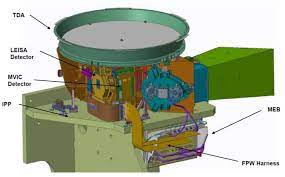 TDA
LEISA
Detector
MVIC
Detector
IPP
MEB
FPW Harness